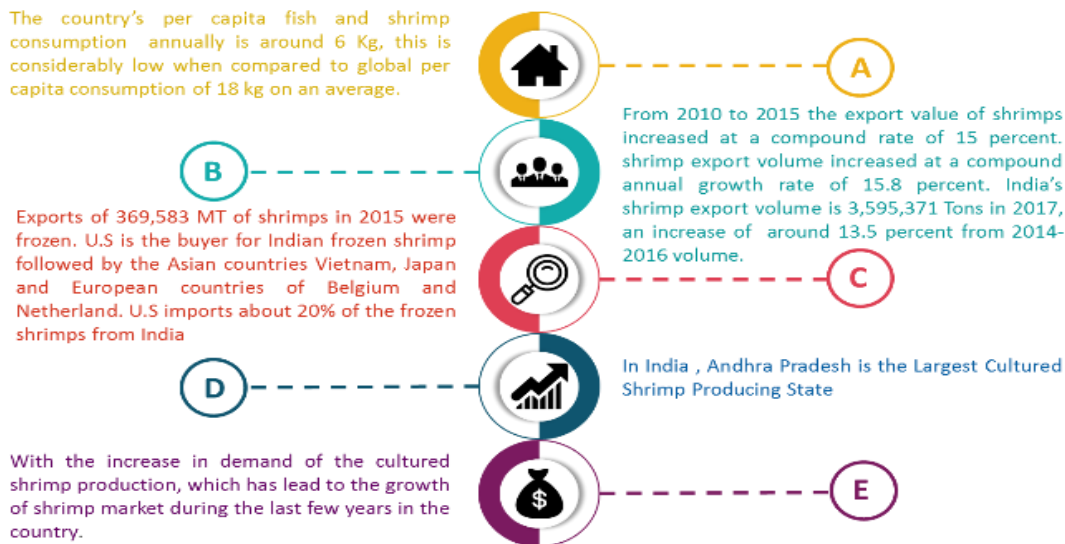 The country's per capita fish and shrimp
consumption annually is around 6 Kg, this is
considerably low when compared to global per
capita consumption of 18 kg on an average.
A
From 2010 to 2015 the export value of shrimps
increased at a compound rate of 15 percent.
shrimp export volume increased at a compound
annual growth rate of 15.8 percent. India's
shrimp export volume is 3,595,371 Tons in 2017,
an increase of around 13.5 percent from 2014-
2016 volume.
B
Exports of 369,583 MT of shrimps in 2015 were
frozen. U.S is the buyer for Indian frozen shrimp
followed by the Asian countries Vietnam, Japan
and European countries of Belgium and
Netherland. U.S imports about 20% of the frozen
shrimps from India
C
D
In India , Andhra Pradesh is the Largest Cultured
Shrimp Producing State
With the increase in demand of the cultured
shrimp production, which has lead to the growth
of shrimp market during the last few years in the
country.
$
E